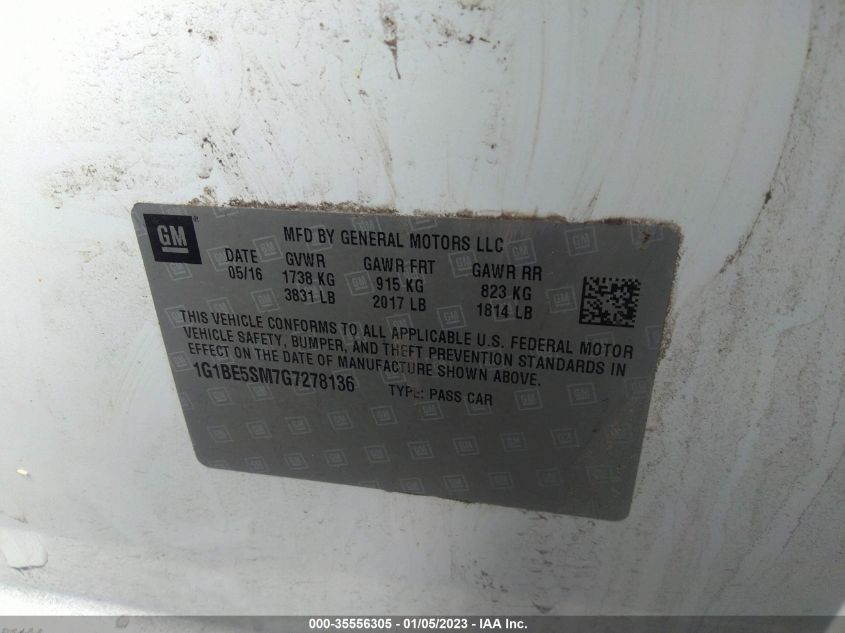 GM
MFD BY GENERAL MOTORS LLC
DATE GVWR GAWR FRT GAWR RR
05/16 1738 KG 915 KG 823 KG
3831 LB 2017 LB 1814 LB
THIS VEHICLE CONFORMS TO ALL APPLICABLE U.S. FEDERAL MOTOR
VEHICLE SAFETY, BUMPER, AND THEFT PREVENTION STANDARDS IN
EFFECT ON THE DATE OF MANUFACTURE SHOWN ABOVE.
1G1BE5SM7G7278136 TYPE: PASS CAR
000-35556305 - 01/05/2023 - IAA Inc.